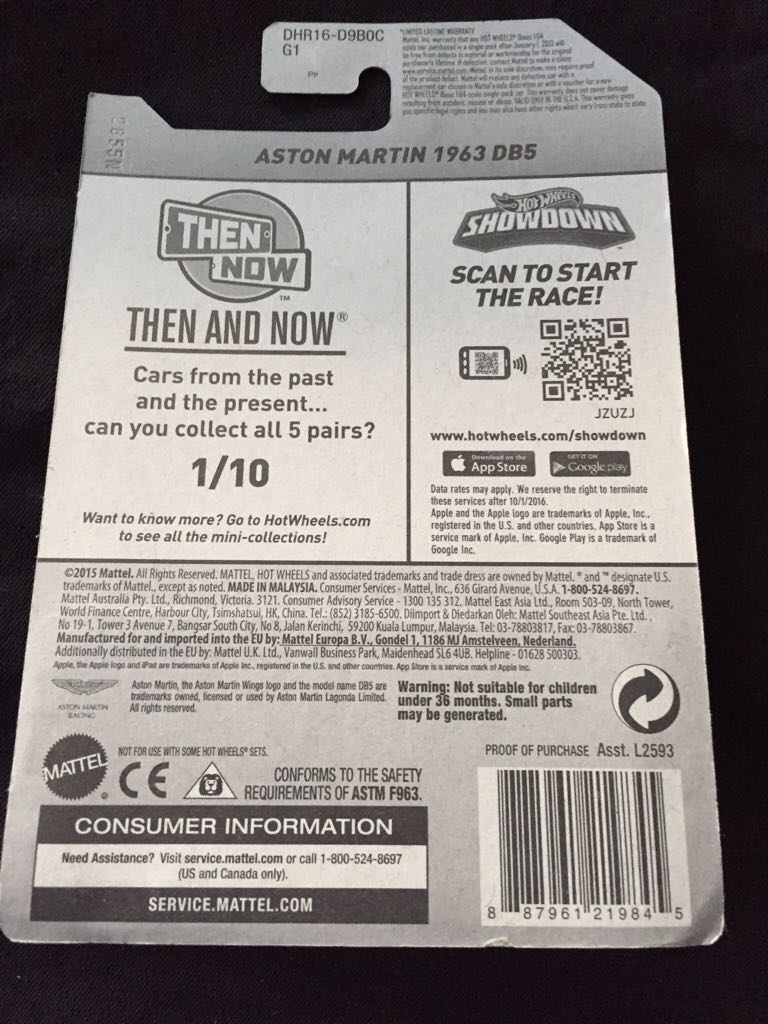 DHR16-D9B0C
G1
PP
*LIMITED LIFETIME WARRANTY
2855N
ASTON MARTIN 1963 DB5
THEN
NOW
™
THEN AND NOW®
Cars from the past
and the present...
can you collect all 5 pairs?
1/10
Want to know more? Go to HotWheels.com
to see all the mini-collections!
HOT WHEELS
SHOWDOWN™
SCAN TO START
THE RACE!
JZUZJ
www.hotwheels.com/showdown
Download on the
App Store
GET IT ON
Google play
Data rates may apply. We reserve the right to terminate
these services after 10/1/2016.
Apple and the Apple logo are trademarks of Apple, Inc.,
registered in the U.S. and other countries. App Store is a
service mark of Apple, Inc. Google Play is a trademark of
Google Inc.
©2015 Mattel. All Rights Reserved. MATTEL, HOT WHEELS and associated trademarks and trade dress are owned by Mattel. ® and ™ designate U.S.
trademarks of Mattel, except as noted. MADE IN MALAYSIA. Consumer Services - Mattel, Inc., 636 Girard Avenue, U.S.A. 1-800-524-8697.
Mattel Australia Pty. Ltd., Richmond, Victoria. 3121. Consumer Advisory Service - 1300 135 312. Mattel East Asia Ltd., Room 503-09, North Tower,
World Finance Centre, Harbour City, Tsimshatsui, HK, China. Tel.: (852) 3185-6500. Diimport & Diedarkan Oleh: Mattel Southeast Asia Pte. Ltd.,
No 19-1, Tower 3 Avenue 7, Bangsar South City, No 8, Jalan Kerinchi, 59200 Kuala Lumpur, Malaysia. Tel: 03-78803817, Fax: 03-78803867.
Manufactured for and imported into the EU by: Mattel Europa B.V., Gondel 1, 1186 MJ Amstelveen, Nederland.
Additionally distributed in the EU by: Mattel U.K. Ltd., Vanwall Business Park, Maidenhead SL6 4UB. Helpline - 01628 500303.
Apple, the Apple logo and iPad are trademarks of Apple Inc., registered in the U.S. and other countries. App Store is a service mark of Apple Inc.
ASTON MARTIN
RACING
Aston Martin, the Aston Martin Wings logo and the model name DB5 are
trademarks owned, licensed or used by Aston Martin Lagonda Limited.
All rights reserved.
Warning: Not suitable for children
under 36 months. Small parts
may be generated.
MATTEL®
NOT FOR USE WITH SOME HOT WHEELS® SETS.
CE
CONFORMS TO THE SAFETY
REQUIREMENTS OF ASTM F963.
PROOF OF PURCHASE Asst. L2593
CONSUMER INFORMATION
Need Assistance? Visit service.mattel.com or call 1-800-524-8697
(US and Canada only).
SERVICE.MATTEL.COM
8 87961 21984 5